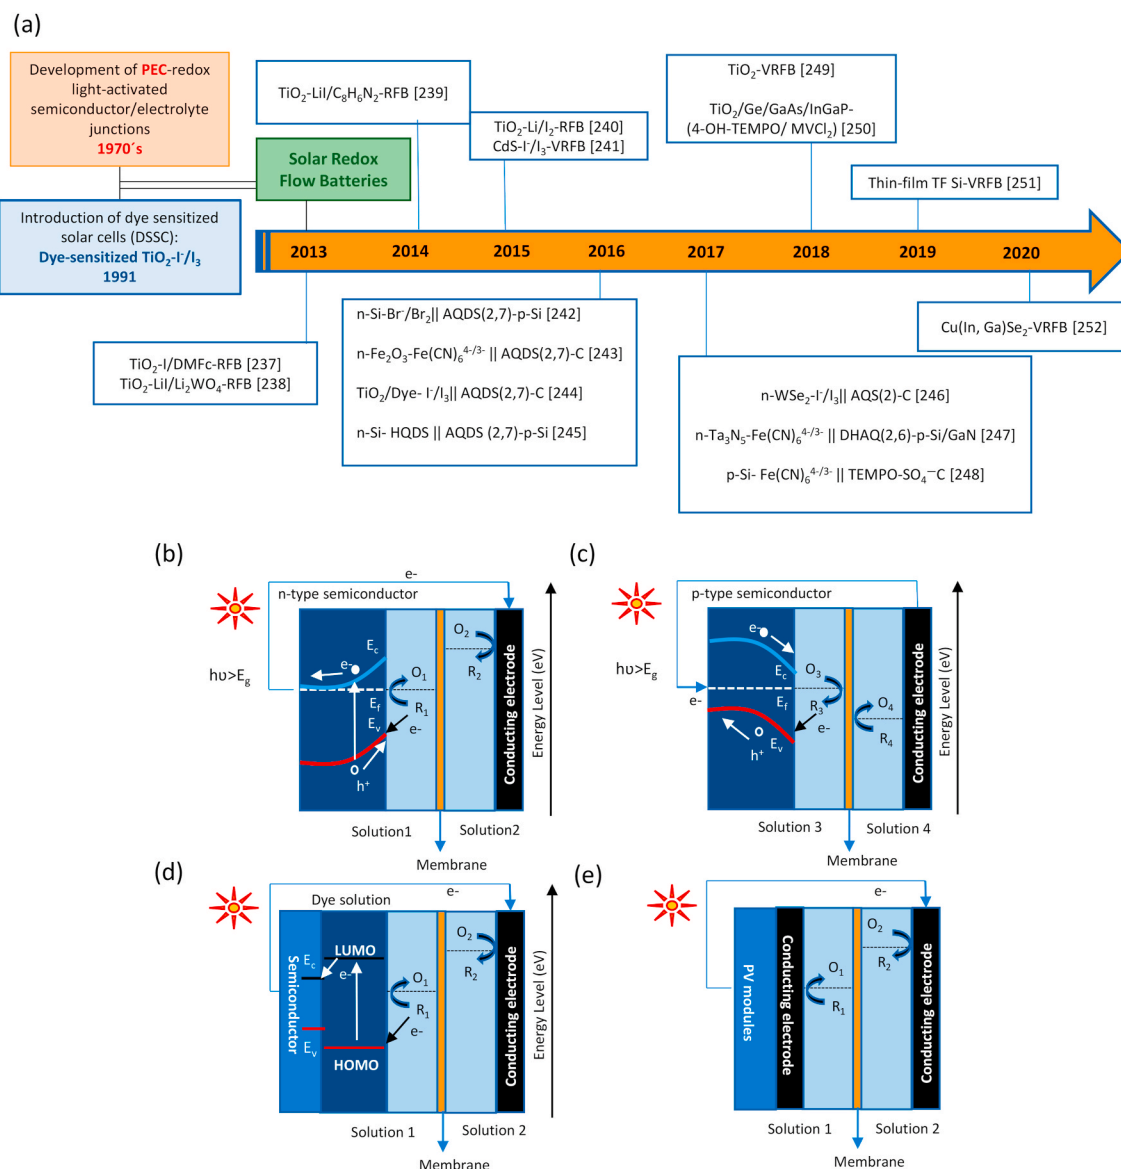 (a)
Development of PEC-redox
light-activated
semiconductor/electrolyte
junctions
1970´s
Introduction of dye sensitized
solar cells (DSSC):
Dye-sensitized TiO₂-I⁻/I₃
1991
Solar Redox
Flow Batteries
TiO₂-LiI/C₈H₆N₂-RFB [239]
TiO₂-Li/I₂-RFB [240]
CdS-I⁻/I₃-VRFB [241]
TiO₂-VRFB [249]
TiO₂/Ge/GaAs/InGaP-
(4-OH-TEMPO/ MVCl₂) [250]
Thin-film TF Si-VRFB [251]
2013 2014 2015 2016 2017 2018 2019 2020
TiO₂-I/DMFc-RFB [237]
TiO₂-LiI/Li₂WO₄-RFB [238]
n-Si-Br⁻/Br₂|| AQDS(2,7)-p-Si [242]
n-Fe₂O₃-Fe(CN)₆⁴⁻/³⁻ || AQDS(2,7)-C [243]
TiO₂/Dye- I⁻/I₃|| AQDS(2,7)-C [244]
n-Si- HQDS || AQDS (2,7)-p-Si [245]
n-WSe₂-I⁻/I₃|| AQS(2)-C [246]
n-Ta₃N₅-Fe(CN)₆⁴⁻/³⁻ || DHAQ(2,6)-p-Si/GaN [247]
p-Si- Fe(CN)₆⁴⁻/³⁻ || TEMPO-SO₄⁻C [248]
Cu(In, Ga)Se₂-VRFB [252]
(b)
e-
n-type semiconductor
hυ>E_g
e-
E_c
E_f
E_v
h⁺
O₁
R₁
e-
O₂
R₂
Conducting electrode
Energy Level (eV)
Solution1
Solution2
Membrane
(c)
p-type semiconductor
hυ>E_g
e-
e-
E_c
E_f
E_v
h⁺
O₃
R₃
e-
O₄
R₄
Conducting electrode
Energy Level (eV)
Solution 3
Solution 4
Membrane
(d)
e-
Dye solution
Semiconductor
E_c
E_v
LUMO
e-
HOMO
O₁
R₁
e-
O₂
R₂
Conducting electrode
Energy Level (eV)
Solution 1
Solution 2
Membrane
(e)
e-
PV modules
Conducting electrode
O₁
R₁
O₂
R₂
Conducting electrode
Solution 1
Solution 2
Membrane